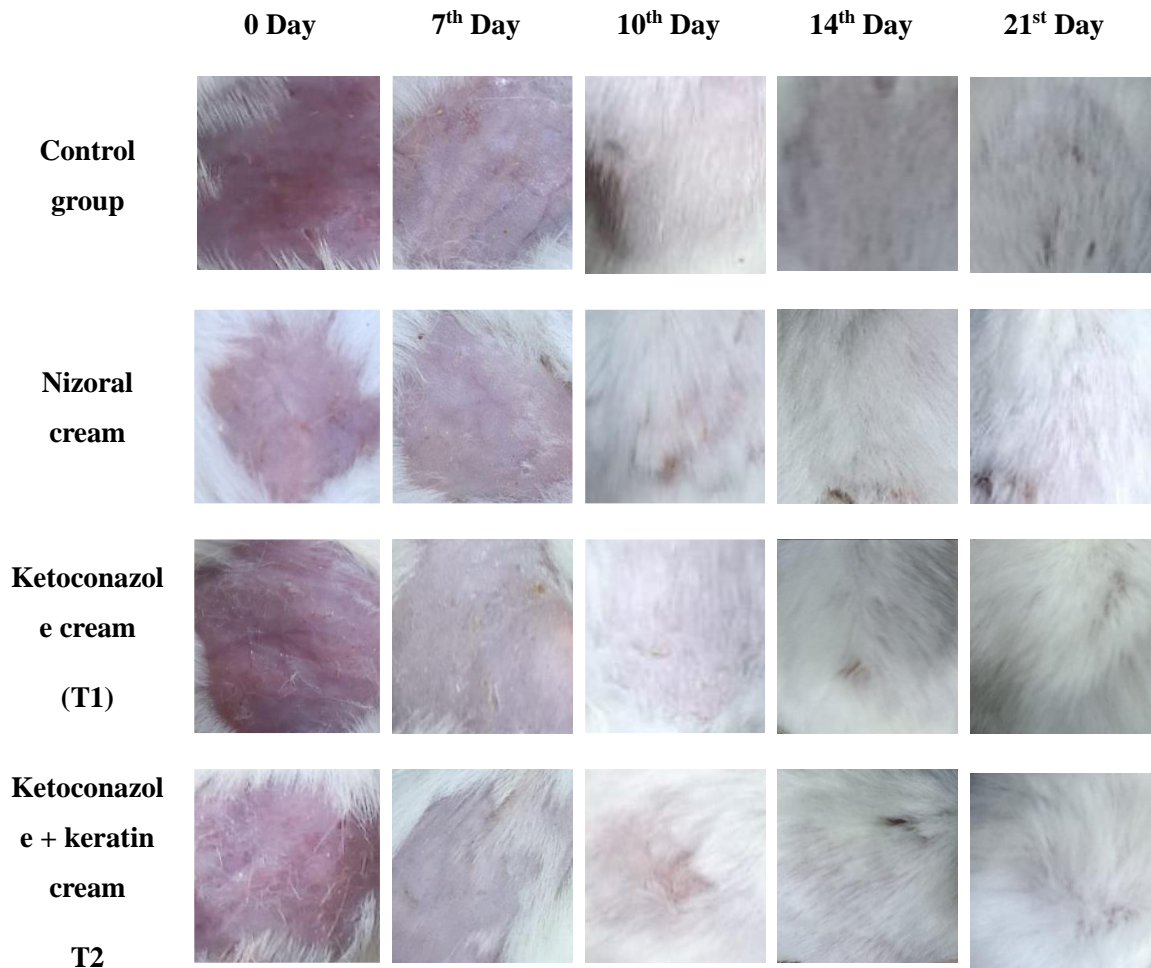 0 Day 7th Day 10th Day 14th Day 21st Day
Control
group
Nizoral
cream
Ketoconazol
e cream
(T1)
Ketoconazol
e + keratin
cream
T2